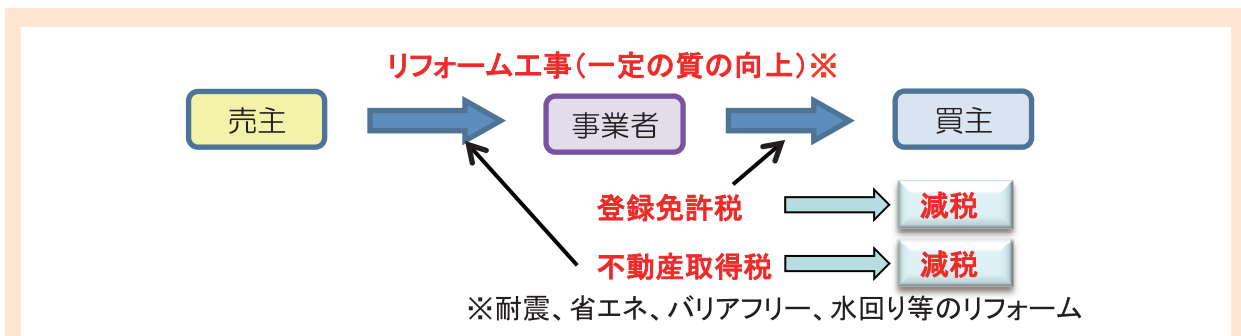 リフォーム工事（一定の質の向上）※
売主
事業者
買主
登録免許税
減税
不動産取得税
減税
※耐震、省エネ、バリアフリー、水回り等のリフォーム